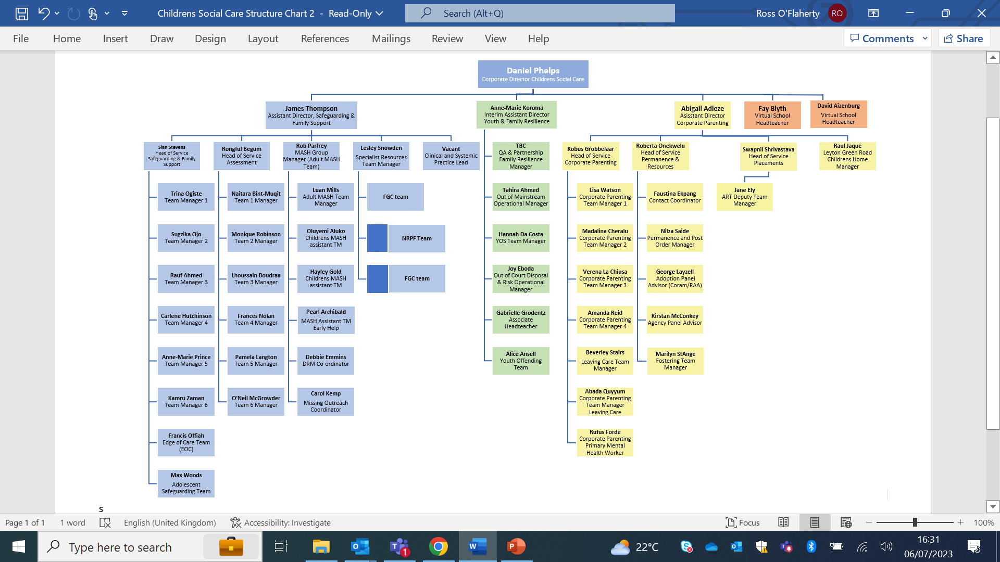 Childrens Social Care Structure Chart 2 - Read-Only
Search (Alt+Q)
Ross O'Flaherty
RO
File Home Insert Draw Design Layout References Mailings Review View Help
Comments
Share
Daniel Phelps
Corporate Director Childrens Social Care
James Thompson
Assistant Director, Safeguarding &
Family Support
Anne-Marie Koroma
Interim Assistant Director
Youth & Family Resilience
Abigail Adieze
Asisstant Director
Corporate Parenting
Fay Blyth
Virtual School
Headteacher
David Aizenburg
Virtual School
Headteacher
Sian Stevens
Head of Service
Safeguarding & Family
Support
Rongful Begum
Head of Service
Assessment
Rob Parfrey
MASH Group
Manager (Adult MASH
Team)
Lesley Snowden
Specialist Resources
Team Manager
Vacant
Clinical and Systemic
Practice Lead
TBC
QA & Partnership
Family Resilience
Manager
Kobus Grobbelaar
Head of Service
Corporate Parenting
Roberta Onekwelu
Head of Service
Permanence &
Resources
Swapnil Shrivastava
Head of Service
Placements
Raul Jaque
Leyton Green Road
Childrens Home
Manager
Trina Ogiste
Team Manager 1
Naitara Bint-Muqit
Team 1 Manager
Luan Mills
Adult MASH Team
Manager
FGC team
Tahira Ahmed
Out of Mainstream
Operational Manager
Lisa Watson
Corporate Parenting
Team Manager 1
Faustina Ekpang
Contact Coordinator
Jane Ely
ART Deputy Team
Manager
Sugzika Ojo
Team Manager 2
Monique Robinson
Team 2 Manager
Oluyemi Aluko
Childrens MASH
assistant TM
NRPF Team
Hannah Da Costa
YOS Team Manager
Madalina Cheralu
Corporate Parenting
Team Manager 2
Nilza Saide
Permanence and Post
Order Manager
Rauf Ahmed
Team Manager 3
Lhoussain Boudraa
Team 3 Manager
Hayley Gold
Childrens MASH
assistant TM
FGC team
Joy Eboda
Out of Court Disposal
& Risk Operational
Manager
Verena La Chiusa
Corporate Parenting
Team Manager 3
George Layzell
Adoption Panel
Advisor (Coram/RAA)
Carlene Hutchinson
Team Manager 4
Frances Nolan
Team 4 Manager
Pearl Archibald
MASH Assistant TM
Early Help
Gabrielle Grodentz
Associate
Headteacher
Amanda Reid
Corporate Parenting
Team Manager 4
Kirstan McConkey
Agency Panel Advisor
Anne-Marie Prince
Team Manager 5
Pamela Langton
Team 5 Manager
Debbie Emmins
DRM Co-ordinator
Alice Ansell
Youth Offending
Team
Beverley Stairs
Leaving Care Team
Manager
Marilyn StAnge
Fostering Team
Manager
Kamru Zaman
Team Manager 6
O'Neil McGrowder
Team 6 Manager
Carol Kemp
Missing Outreach
Coordinator
Abada Quyyum
Corporate Parenting
Team Manager
Leaving Care
Francis Offiah
Edge of Care Team
(EOC)
Rufus Forde
Corporate Parenting
Primary Mental
Health Worker
Max Woods
Adolescent
Safeguarding Team
s
Page 1 of 1 1 word English (United Kingdom) Accessibility: Investigate Focus 100%
Type here to search
1
22°C
16:31
06/07/2023